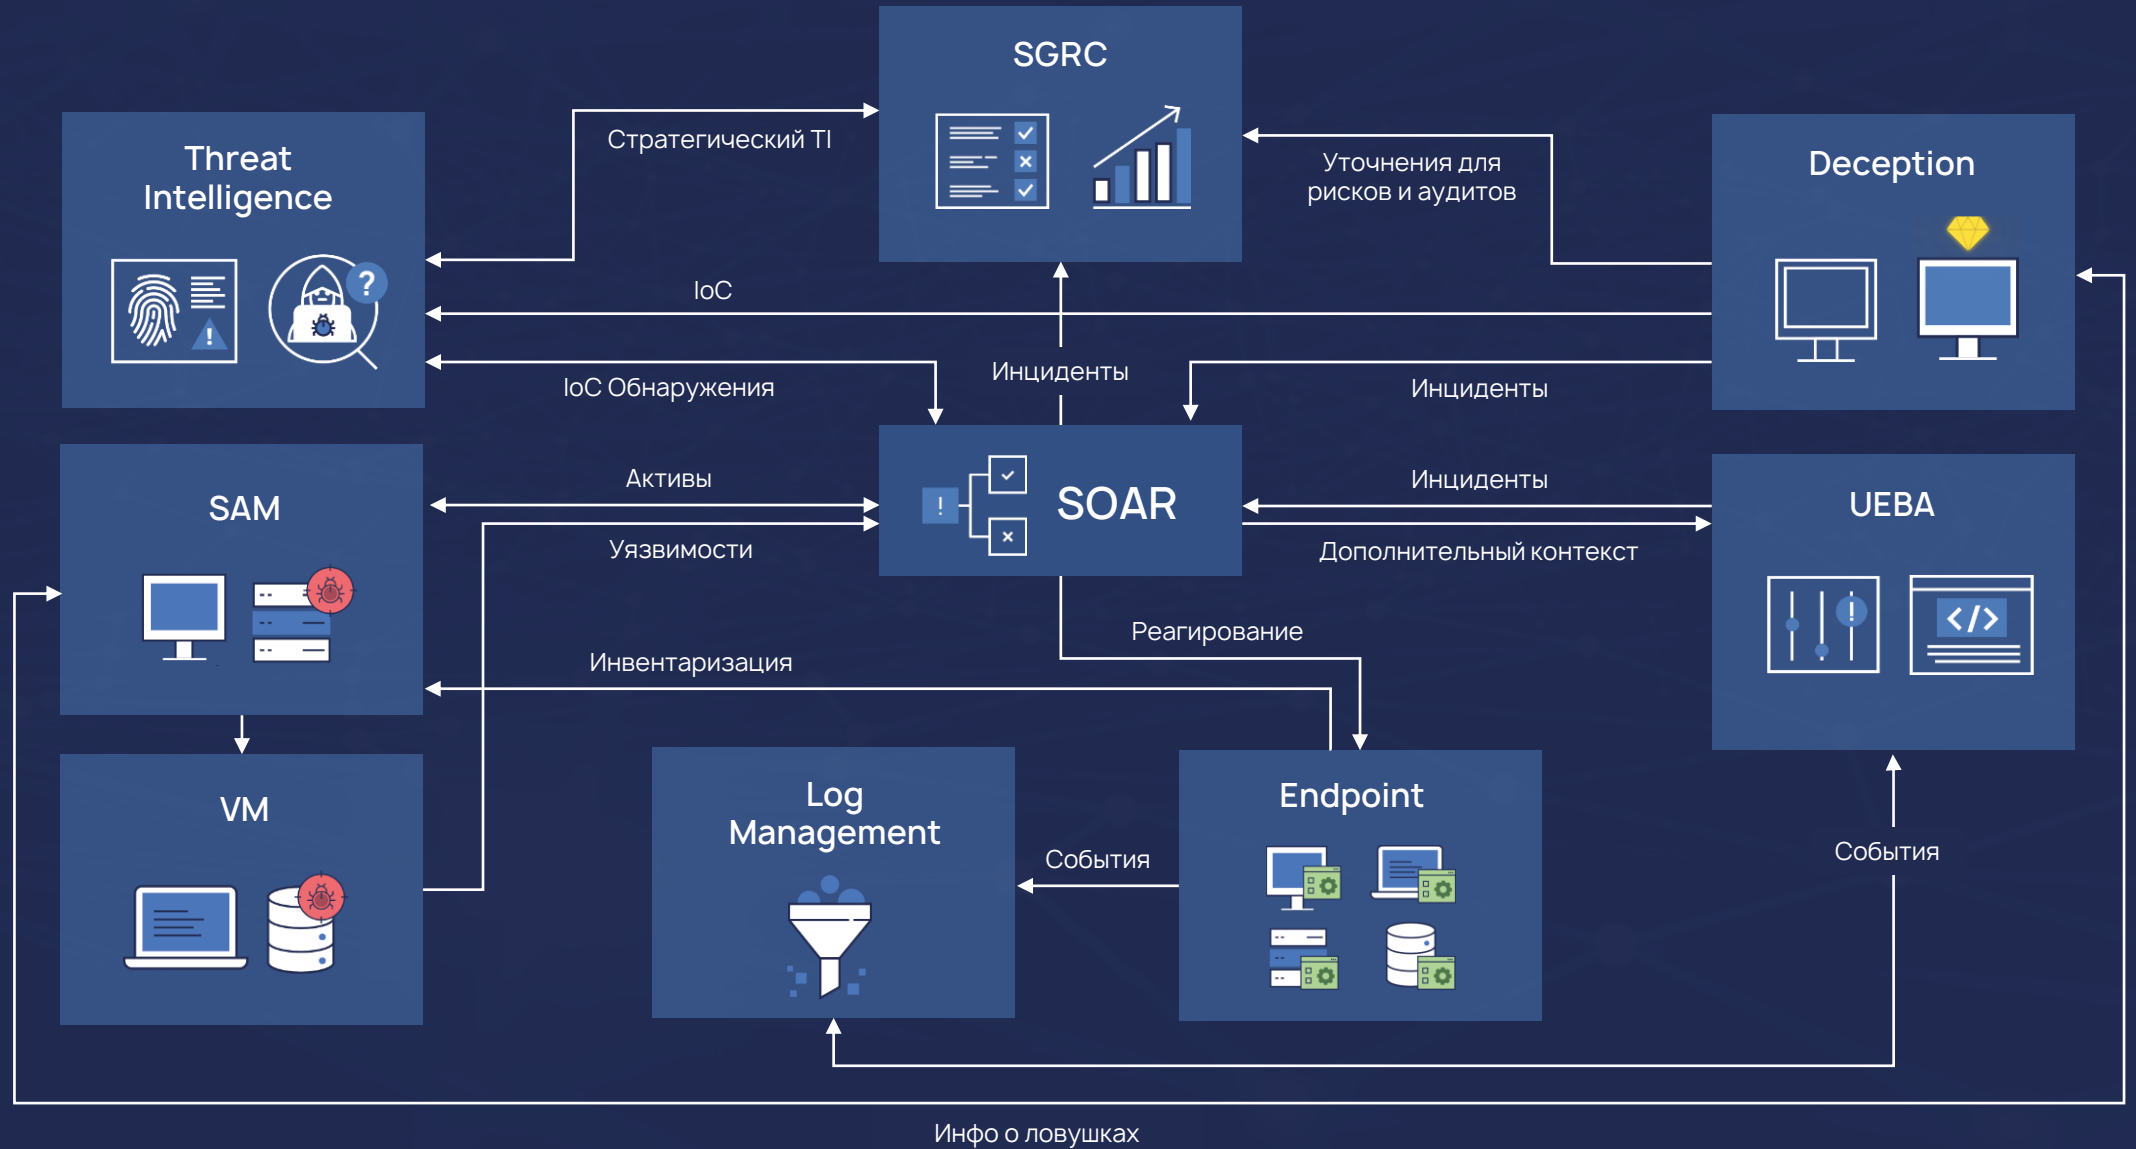 SGRC
Threat
Intelligence
Стратегический TI
Уточнения для
рисков и аудитов
Deception
?
!
IoC
Инциденты
IoC Обнаружения
Инциденты
SAM
Активы
!
SOAR
Инциденты
UEBA
Уязвимости
Дополнительный контекст
!
</>
Реагирование
Инвентаризация
VM
Log
Management
Endpoint
События
События
Инфо о ловушках